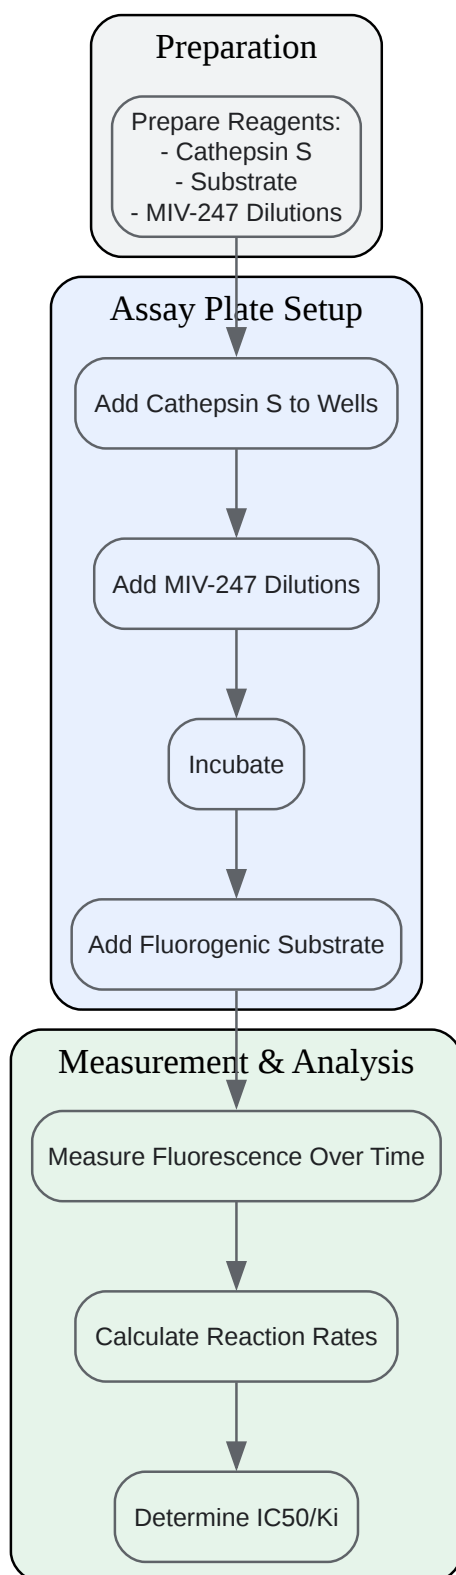 Preparation
Prepare Reagents:
- Cathepsin S
- Substrate
- MIV-247 Dilutions
Assay Plate Setup
Add Cathepsin S to Wells
Add MIV-247 Dilutions
Incubate
Add Fluorogenic Substrate
Measurement & Analysis
Measure Fluorescence Over Time
Calculate Reaction Rates
Determine IC50/Ki